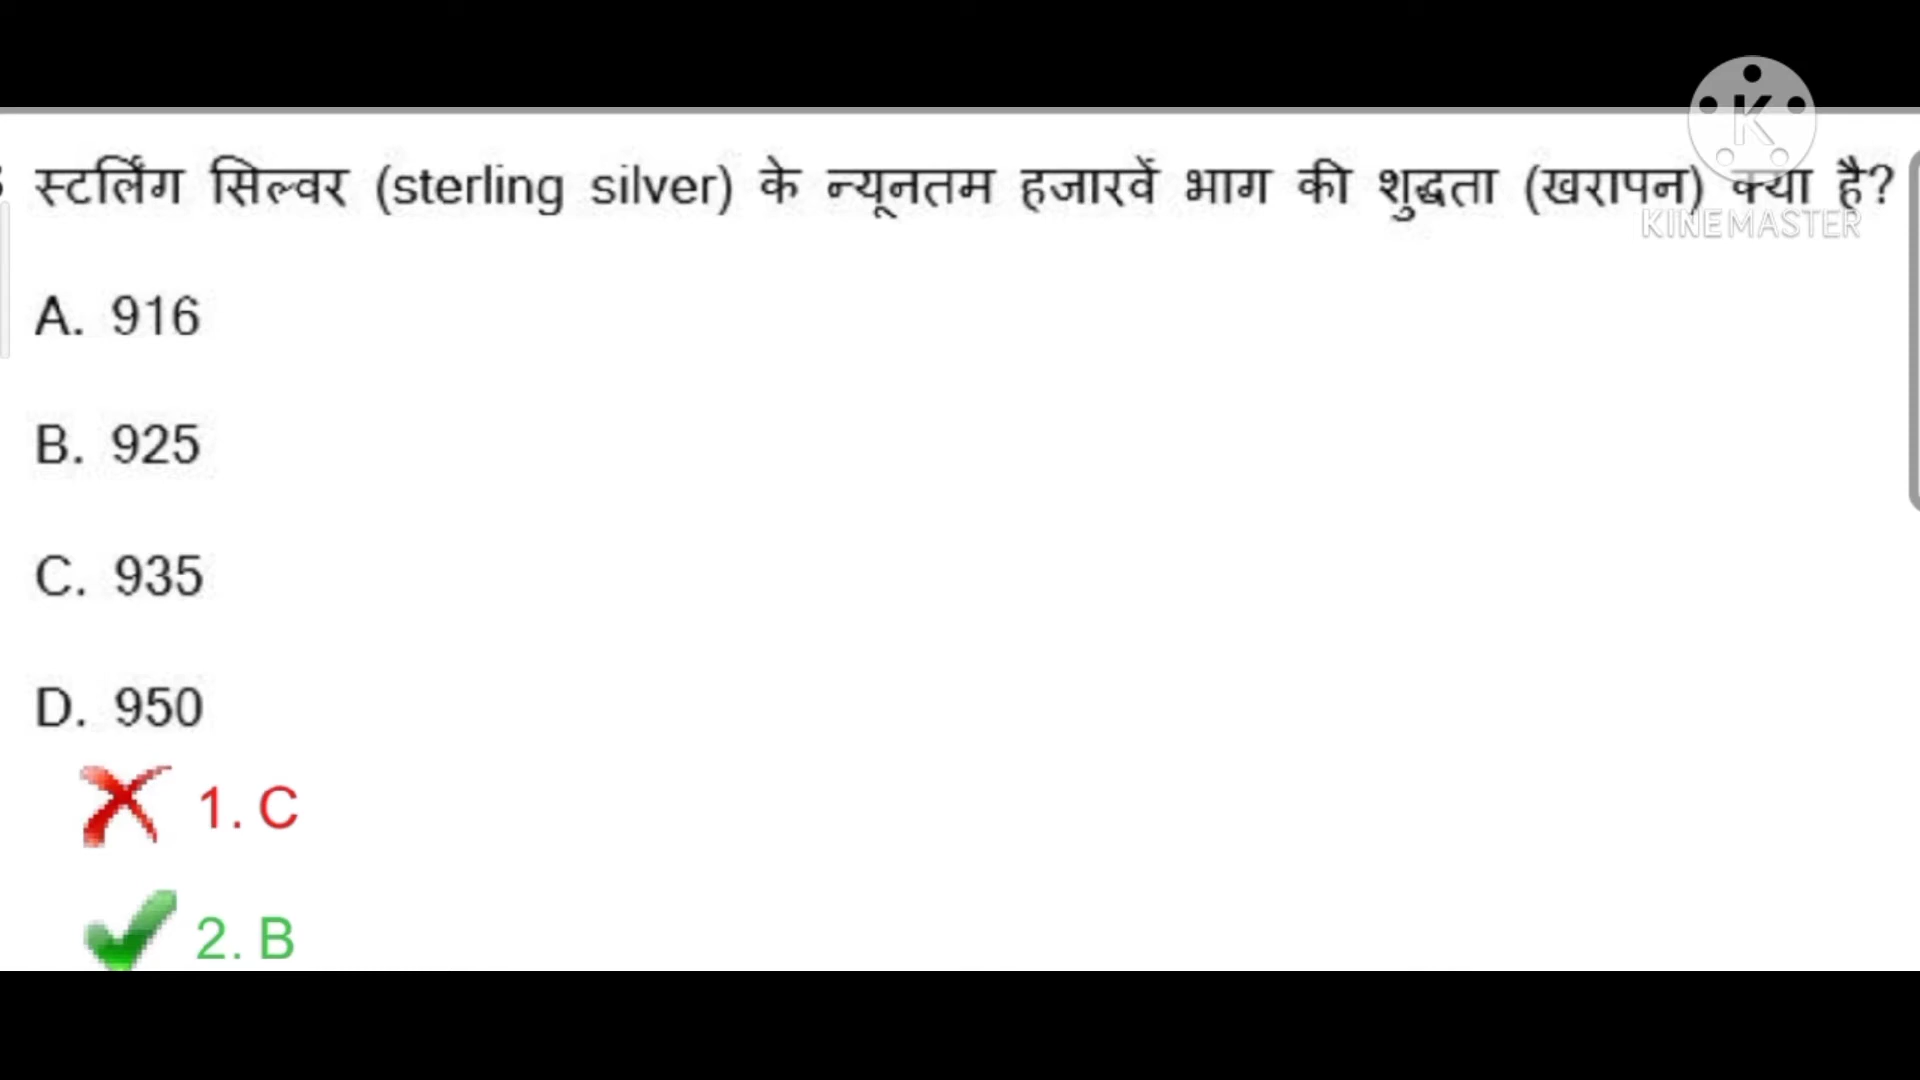 स्टर्लिंग सिल्वर (sterling silver) के न्यूनतम हजारवें भाग की शुद्धता (खरापन) क्या है?
K
KINEMASTER
A. 916
B. 925
C. 935
D. 950
1. C
2. B